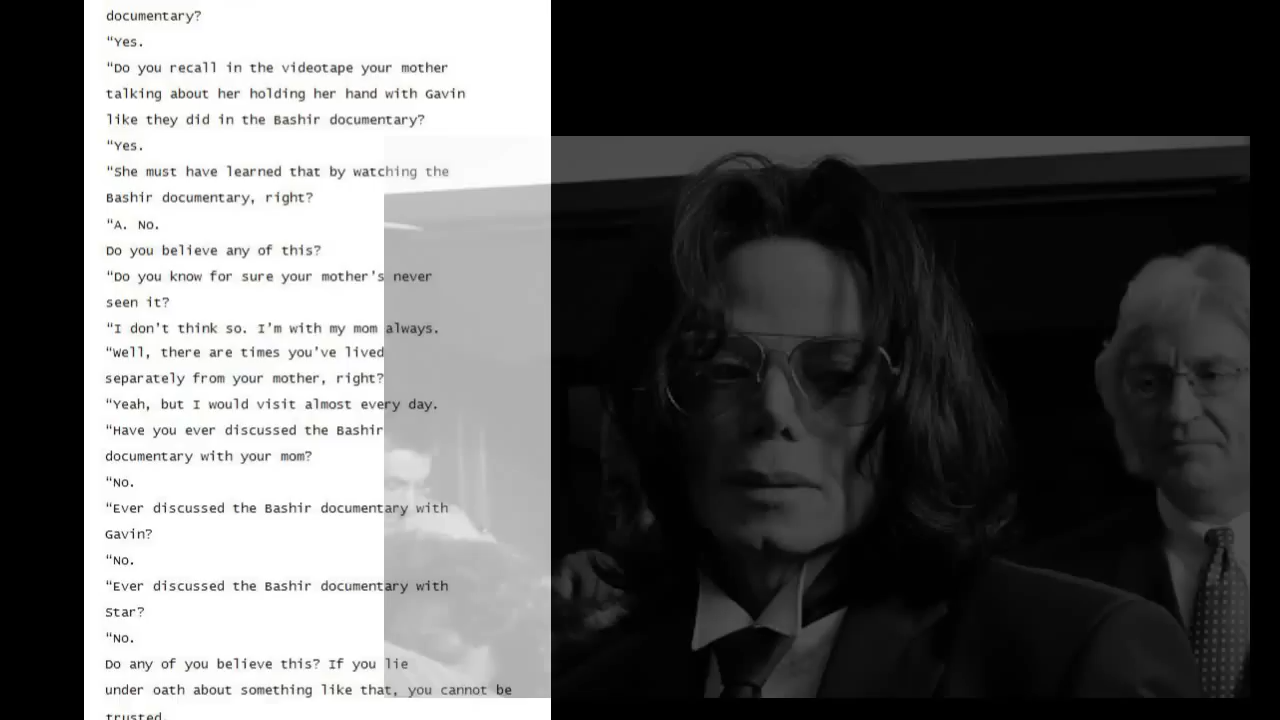 documentary?
“Yes.
“Do you recall in the videotape your mother
talking about her holding her hand with Gavin
like they did in the Bashir documentary?
“Yes.
“She must have learned that by watching the
Bashir documentary, right?
“A. No.
Do you believe any of this?
“Do you know for sure your mother’s never
seen it?
“I don’t think so. I’m with my mom always.
“Well, there are times you’ve lived
separately from your mother, right?
“Yeah, but I would visit almost every day.
“Have you ever discussed the Bashir
documentary with your mom?
“No.
“Ever discussed the Bashir documentary with
Gavin?
“No.
“Ever discussed the Bashir documentary with
Star?
“No.
Do any of you believe this? If you lie
under oath about something like that, you cannot be
trusted.